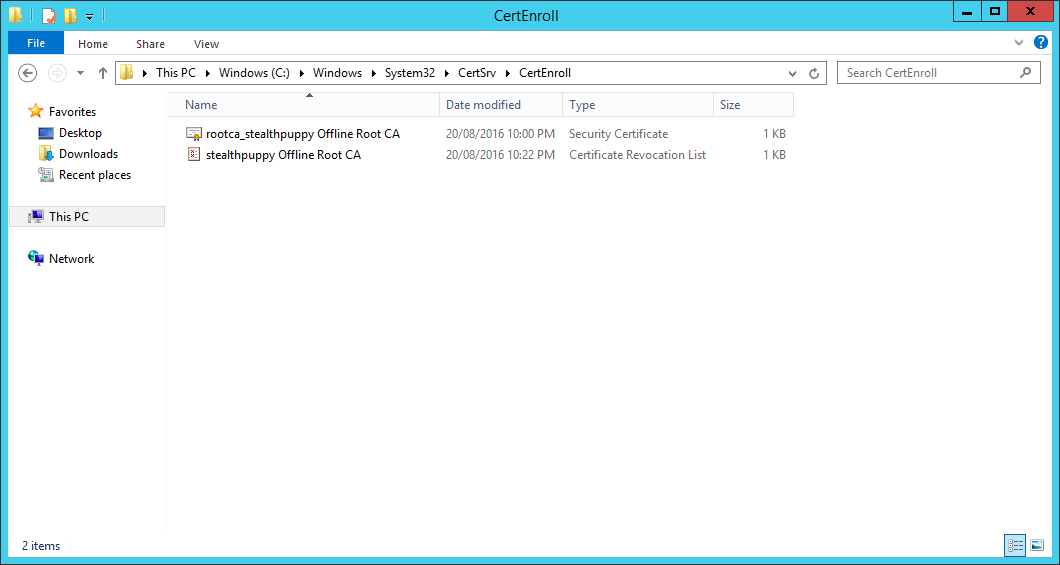 CertEnroll
File Home Share View
This PC Windows (C:) Windows System32 CertSrv CertEnroll
Search CertEnroll
Favorites
Desktop
Downloads
Recent places
This PC
Network
Name Date modified Type Size
rootca_stealthpuppy Offline Root CA 20/08/2016 10:00 PM Security Certificate 1 KB
stealthpuppy Offline Root CA 20/08/2016 10:22 PM Certificate Revocation List 1 KB
2 items